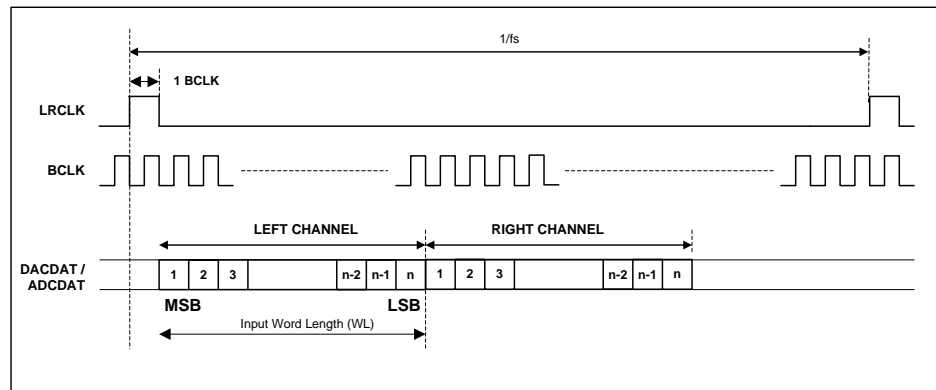 1/fs
1 BCLK
LRCLK
BCLK
LEFT CHANNEL RIGHT CHANNEL
DACDAT /
ADCDAT
1 2 3 n-2 n-1 n 1 2 3 n-2 n-1 n
MSB LSB
Input Word Length (WL)